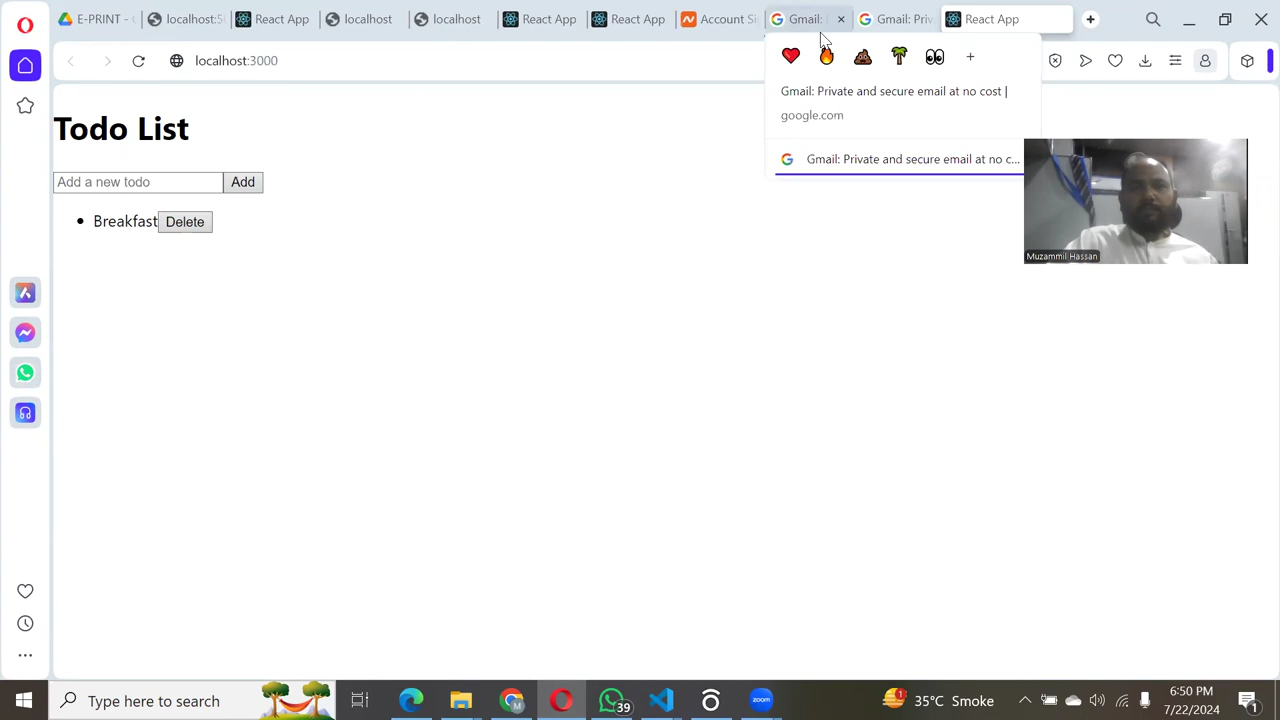 E-PRINT -
localhost:5
React App
localhost
localhost
React App
React App
Account Si
Gmail:
Gmail: Priv
React App
localhost:3000
Gmail: Private and secure email at no cost |
google.com
Gmail: Private and secure email at no c...
Todo List
Add a new todo
Add
Breakfast
Delete
Muzammil Hassan
Type here to search
39
1
35°C Smoke
6:50 PM
7/22/2024
1